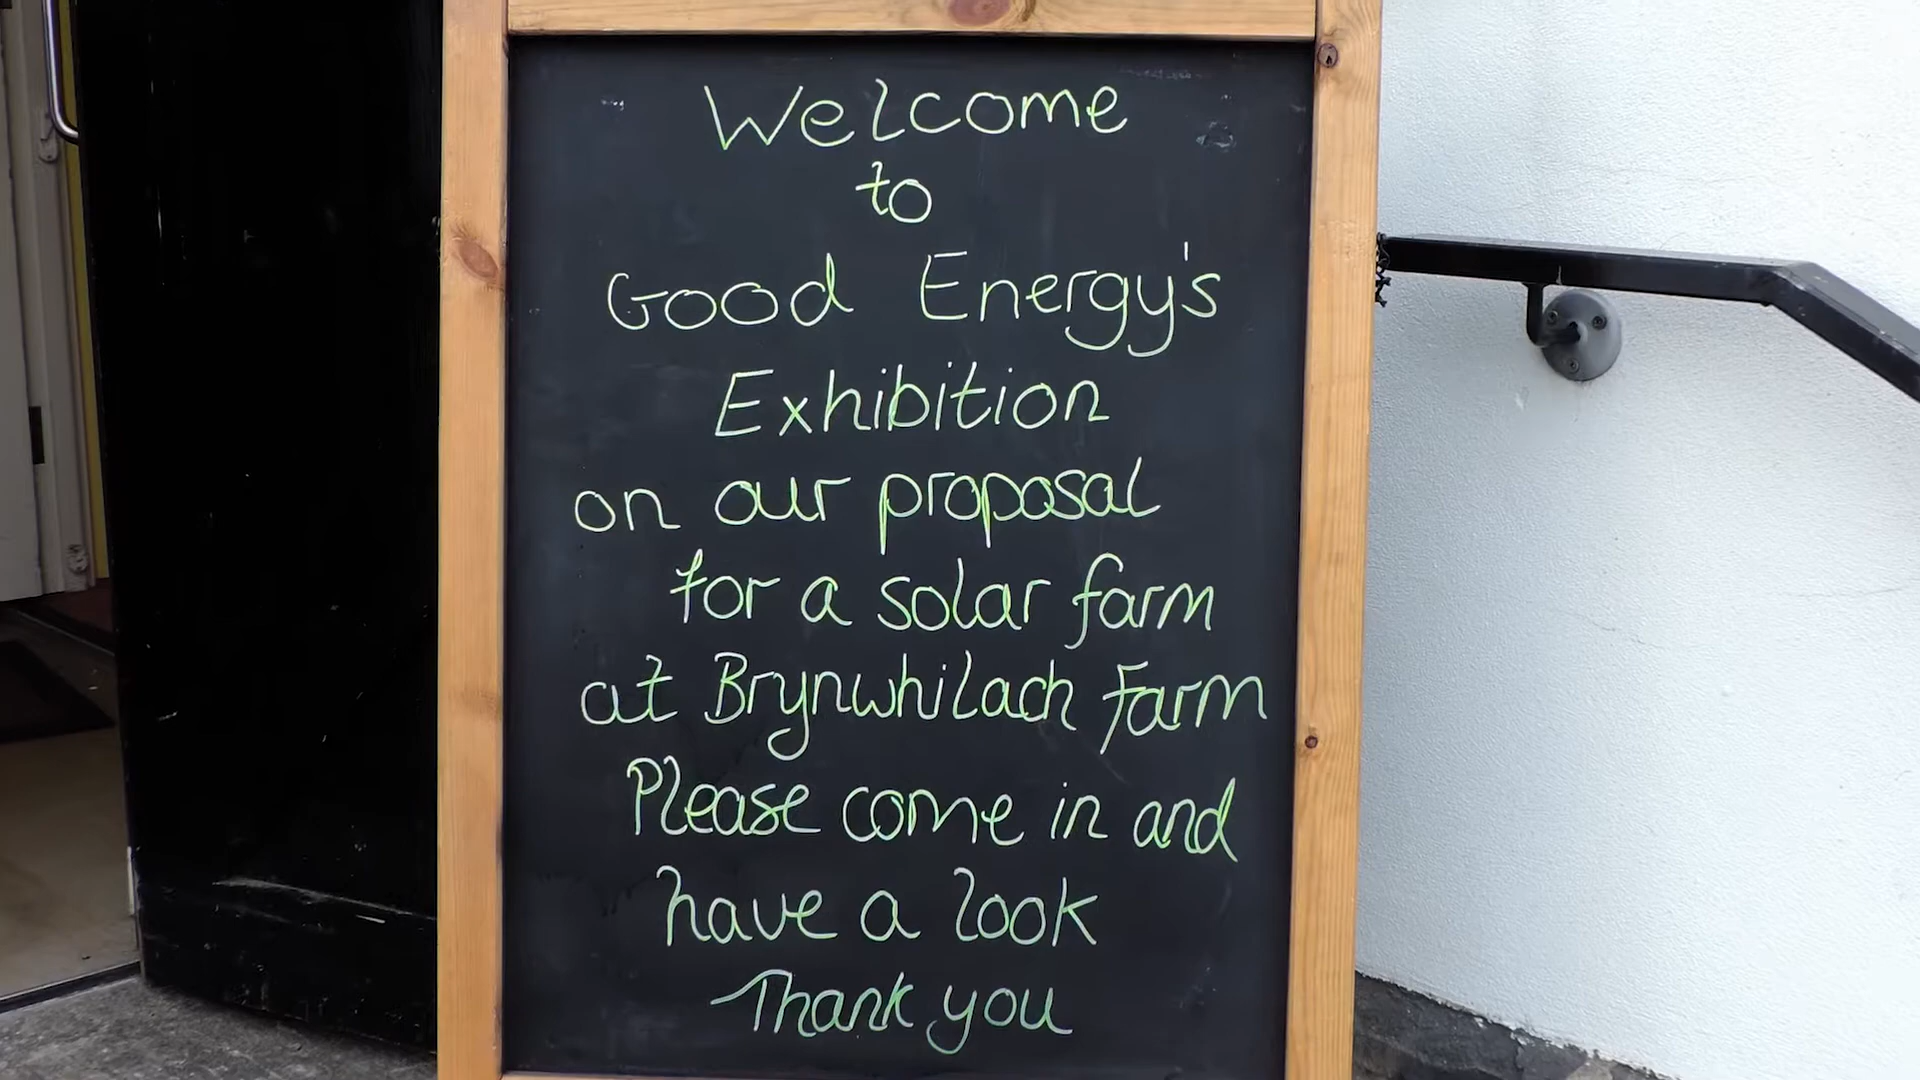 Welcome
to
Good Energy's
Exhibition
on our proposal
for a solar farm
at Brynwhilach Farm
Please come in and
have a look
Thank you